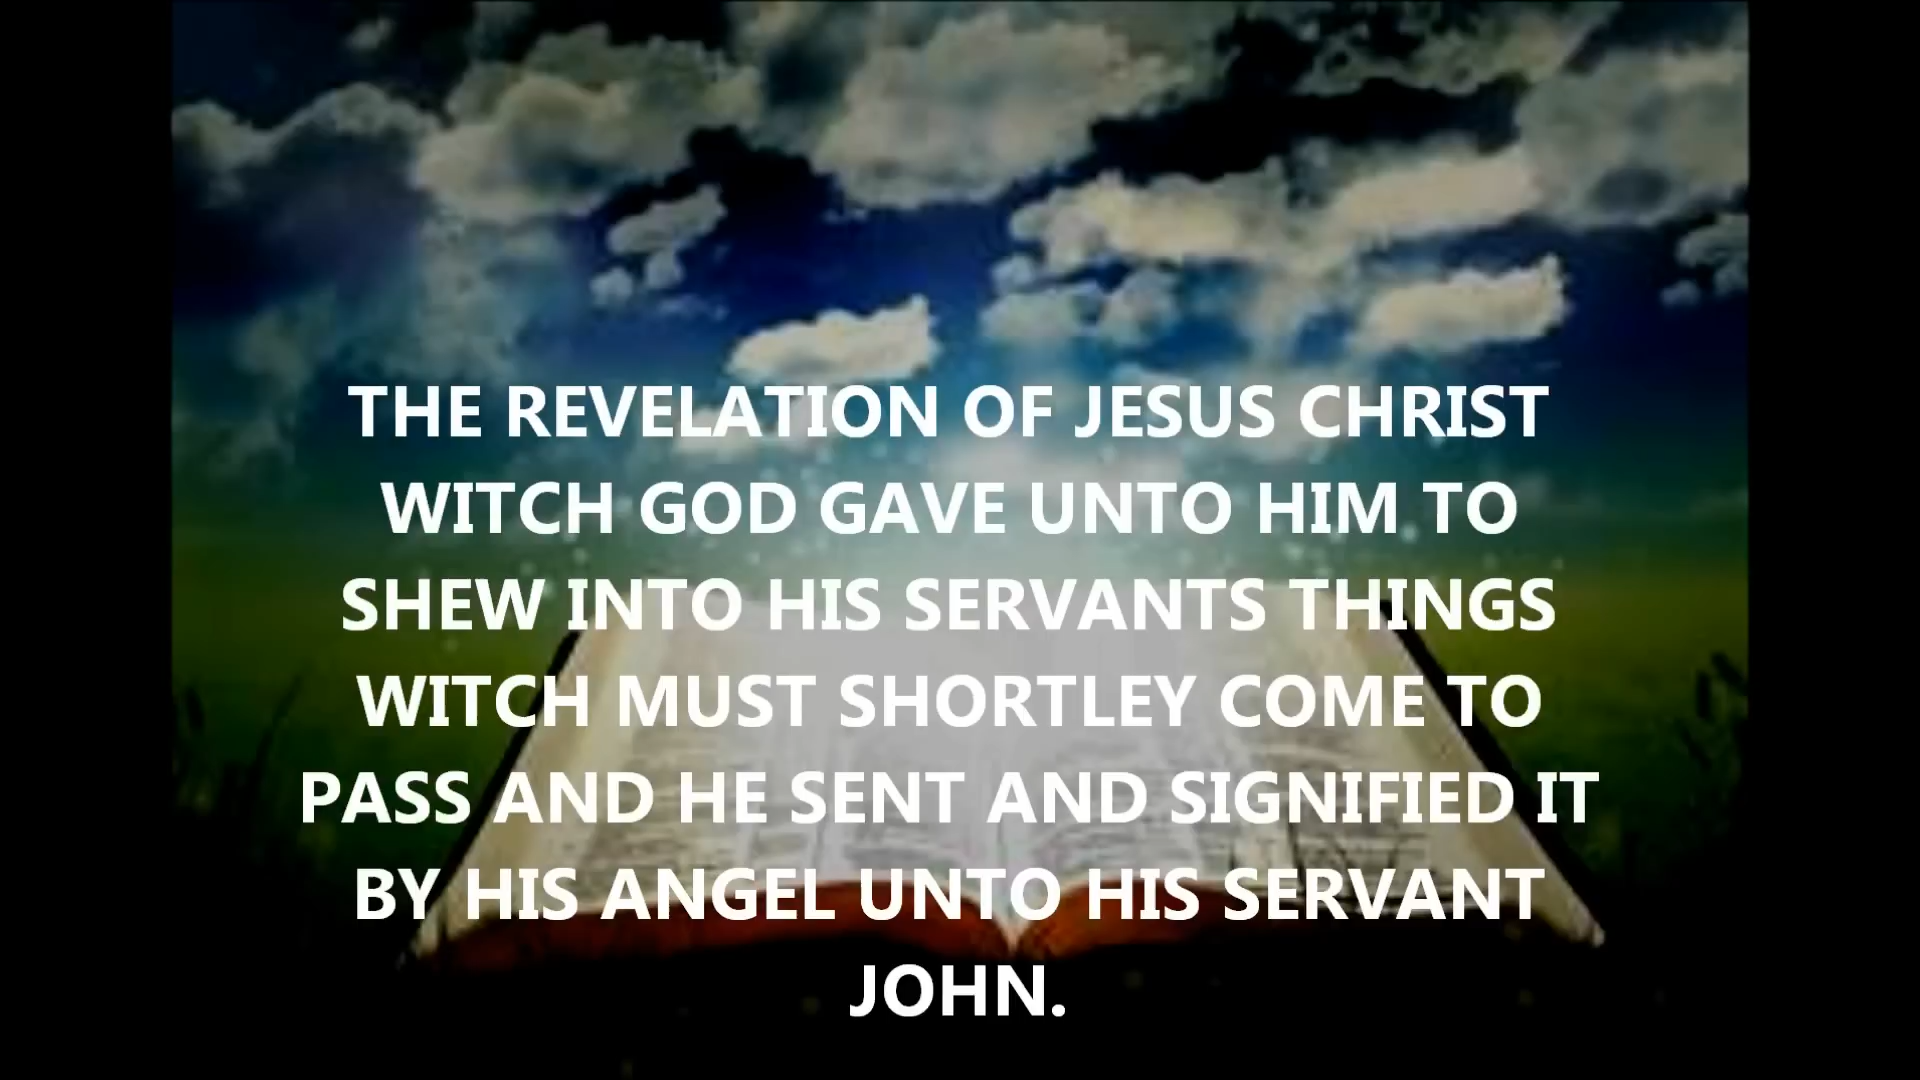 THE REVELATION OF JESUS CHRIST
WITCH GOD GAVE UNTO HIM TO
SHEW INTO HIS SERVANTS THINGS
WITCH MUST SHORTLEY COME TO
PASS AND HE SENT AND SIGNIFIED IT
BY HIS ANGEL UNTO HIS SERVANT
JOHN.